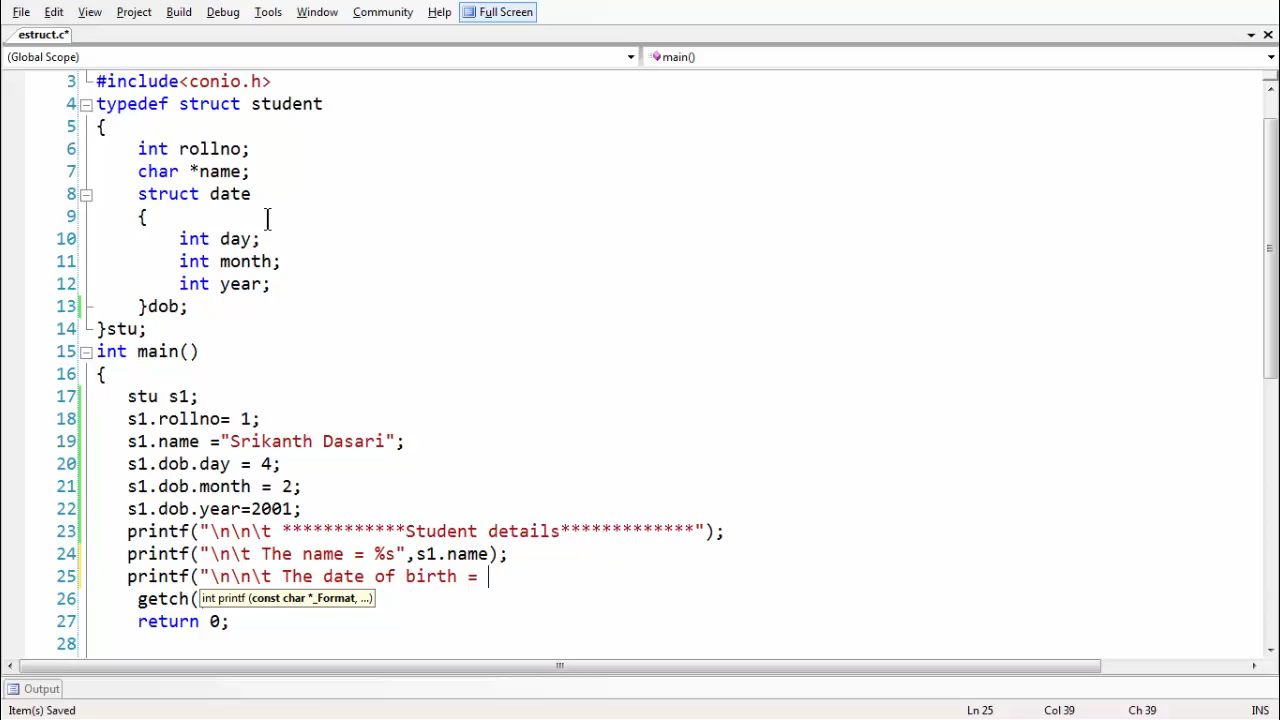 File Edit View Project Build Debug Tools Window Community Help Full Screen
estruct.c*
(Global Scope) main()
3 #include<conio.h>
4 typedef struct student
5 {
6 int rollno;
7 char *name;
8 struct date
9 {
10 int day;
11 int month;
12 int year;
13 }dob;
14 }stu;
15 int main()
16 {
17 stu s1;
18 s1.rollno= 1;
19 s1.name ="Srikanth Dasari";
20 s1.dob.day = 4;
21 s1.dob.month = 2;
22 s1.dob.year=2001;
23 printf("\n\n\t ************Student details*************");
24 printf("\n\t The name = %s",s1.name);
25 printf("\n\n\t The date of birth =
26 getch( int printf (const char *_Format, ...)
27 return 0;
28
Output
Item(s) Saved Ln 25 Col 39 Ch 39 INS